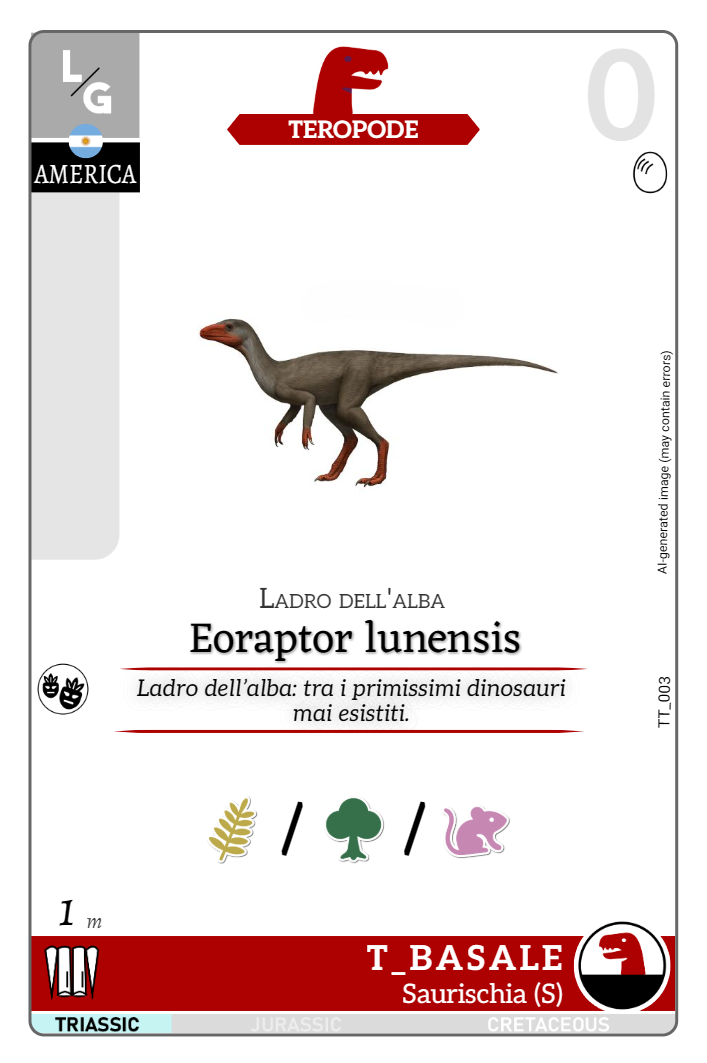 L/G
TEROPODE
0
AMERICA
AI-generated image (may contain errors)
Ladro dell'alba
Eoraptor lunensis
Ladro dell'alba: tra i primissimi dinosauri
mai esistiti.
TT_003
1 m
T_BASALE
Saurischia (S)
TRIASSIC JURASSIC CRETACEOUS